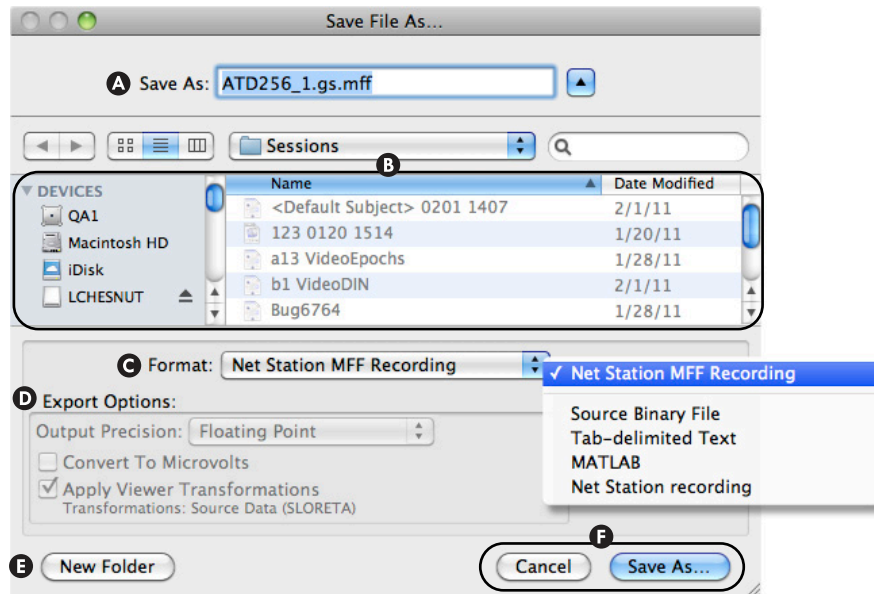 Save File As...
A Save As: ATD256_1.gs.mff
Sessions
B
DEVICES
QA1
Macintosh HD
iDisk
LCHESNUT
Name Date Modified
<Default Subject> 0201 1407 2/1/11
123 0120 1514 1/20/11
a13 VideoEpochs 1/28/11
b1 VideoDIN 2/1/11
Bug6764 1/28/11
C Format: Net Station MFF Recording
✓ Net Station MFF Recording
Source Binary File
Tab-delimited Text
MATLAB
Net Station recording
D Export Options:
Output Precision: Floating Point
Convert To Microvolts
Apply Viewer Transformations
Transformations: Source Data (SLORETA)
E New Folder
F
Cancel Save As...